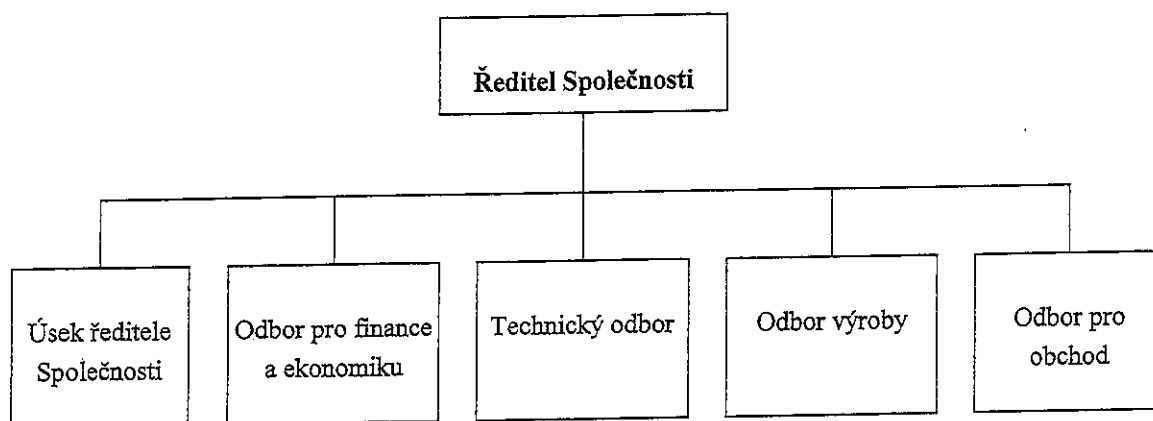 Ředitel Společnosti
Úsek ředitele
Společnosti
Odbor pro finance
a ekonomiku
Technický odbor
Odbor výroby
Odbor pro
obchod